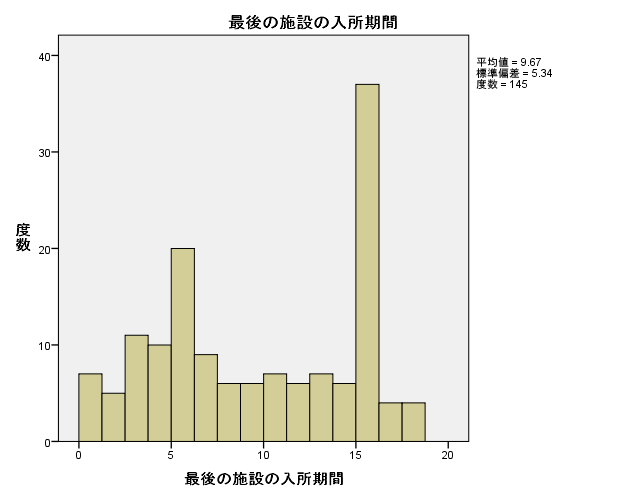 最後の施設の入所期間
平均値 = 9.67
標準偏差 = 5.34
度数 = 145
度数
40
30
20
10
0
0 5 10 15 20
最後の施設の入所期間